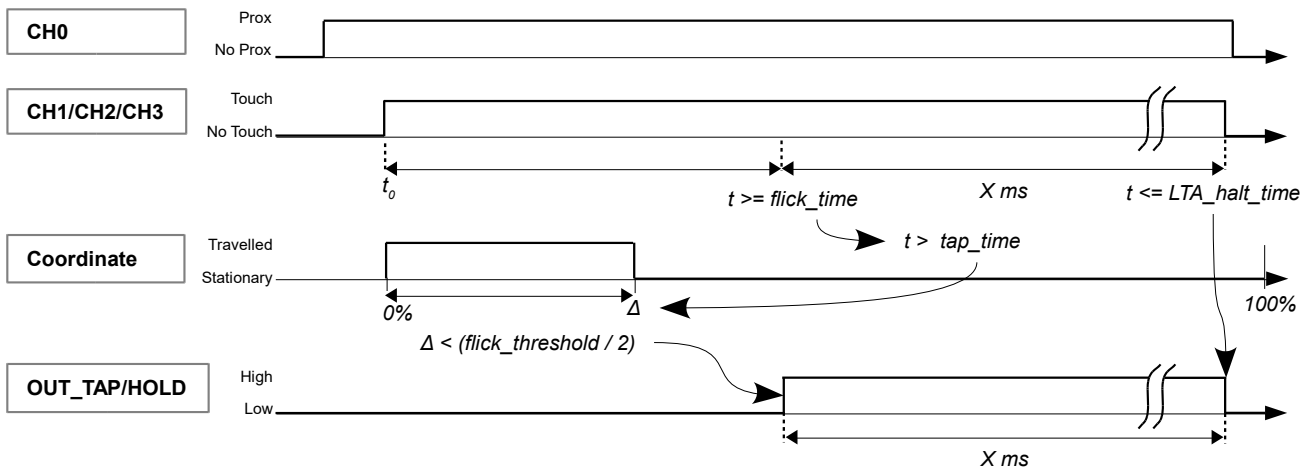 Prox
CH0
No Prox
Touch
CH1/CH2/CH3
No Touch
t0
t >= flick_time
X ms
t <= LTA_halt_time
Travelled
t > tap_time
Coordinate
Stationary
0%
Δ
100%
Δ < (flick_threshold / 2)
High
OUT_TAP/HOLD
Low
X ms